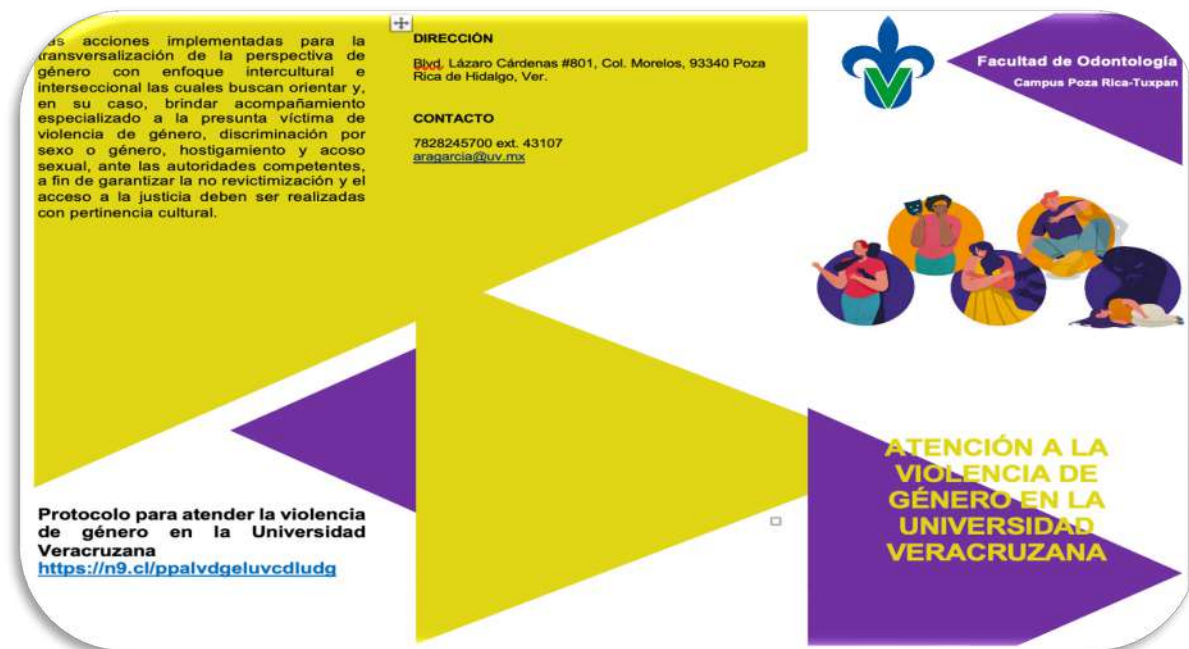 Las acciones implementadas para la
transversalización de la perspectiva de
género con enfoque intercultural e
interseccional las cuales buscan orientar y,
en su caso, brindar acompañamiento
especializado a la presunta víctima de
violencia de género, discriminación por
sexo o género, hostigamiento y acoso
sexual, ante las autoridades competentes,
a fin de garantizar la no revictimización y el
acceso a la justicia deben ser realizadas
con pertinencia cultural.
Protocolo para atender la violencia
de género en la Universidad
Veracruzana
https://n9.cl/ppalvdgeluvcdludg
DIRECCIÓN
Blvd. Lázaro Cárdenas #801, Col. Morelos, 93340 Poza
Rica de Hidalgo, Ver.
CONTACTO
7828245700 ext. 43107
aragarcia@uv.mx
Facultad de Odontología
Campus Poza Rica-Tuxpan
ATENCIÓN A LA
VIOLENCIA DE
GÉNERO EN LA
UNIVERSIDAD
VERACRUZANA